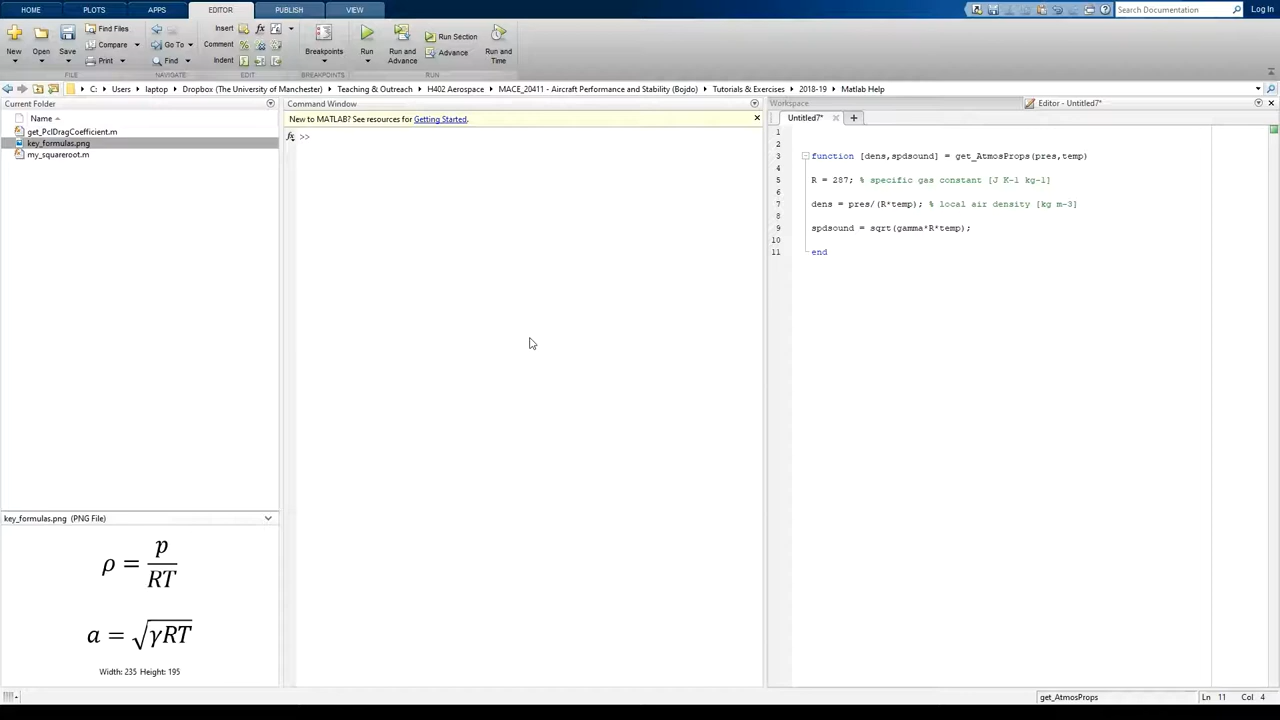 HOME PLOTS APPS EDITOR PUBLISH VIEW
Search Documentation Log In
New Open Save Find Files Compare Print Go To Find Insert Comment Indent Breakpoints Run Run and Advance Run Section Advance Run and Time
FILE NAVIGATE EDIT BREAKPOINTS RUN
C: Users laptop Dropbox (The University of Manchester) Teaching & Outreach H402 Aerospace MACE_20411 - Aircraft Performance and Stability (Bojdo) Tutorials & Exercises 2018-19 Matlab Help
Current Folder
Name
get_PclDragCoefficient.m
key_formulas.png
my_squareroot.m
key_formulas.png (PNG File)
ρ = p/RT
a = √γRT
Width: 235 Height: 195
Command Window
New to MATLAB? See resources for Getting Started.
fx >>
Workspace
Editor - Untitled7*
Untitled7*
1
2
3 function [dens,spdsound] = get_AtmosProps(pres,temp)
4
5 R = 287; % specific gas constant [J K-1 kg-1]
6
7 dens = pres/(R*temp); % local air density [kg m-3]
8
9 spdsound = sqrt(gamma*R*temp);
10
11 end
get_AtmosProps Ln 11 Col 4